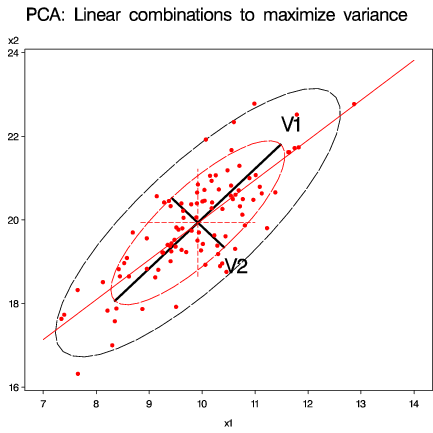 PCA: Linear combinations to maximize variance
x2
24
22
20
18
16
V1
V2
7 8 9 10 11 12 13 14
x1